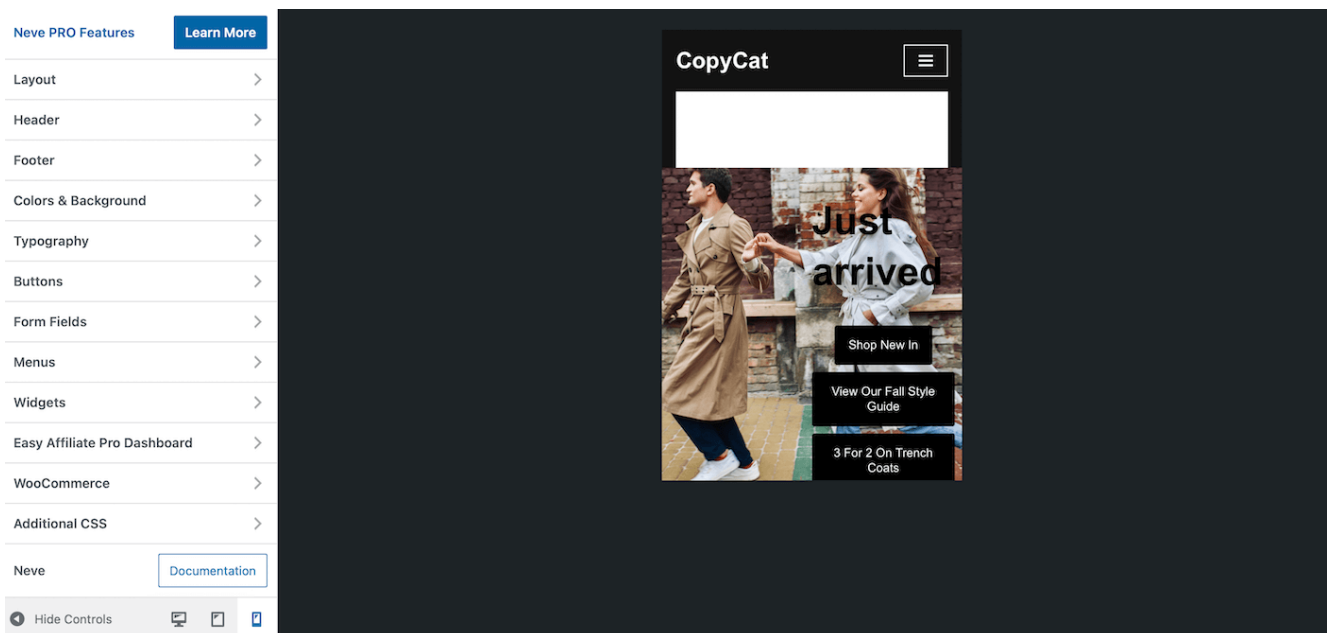 Neve PRO Features
Learn More
Layout
Header
Footer
Colors & Background
Typography
Buttons
Form Fields
Menus
Widgets
Easy Affiliate Pro Dashboard
WooCommerce
Additional CSS
Neve
Documentation
Hide Controls
CopyCat
Just
arrived
Shop New In
View Our Fall Style
Guide
3 For 2 On Trench
Coats